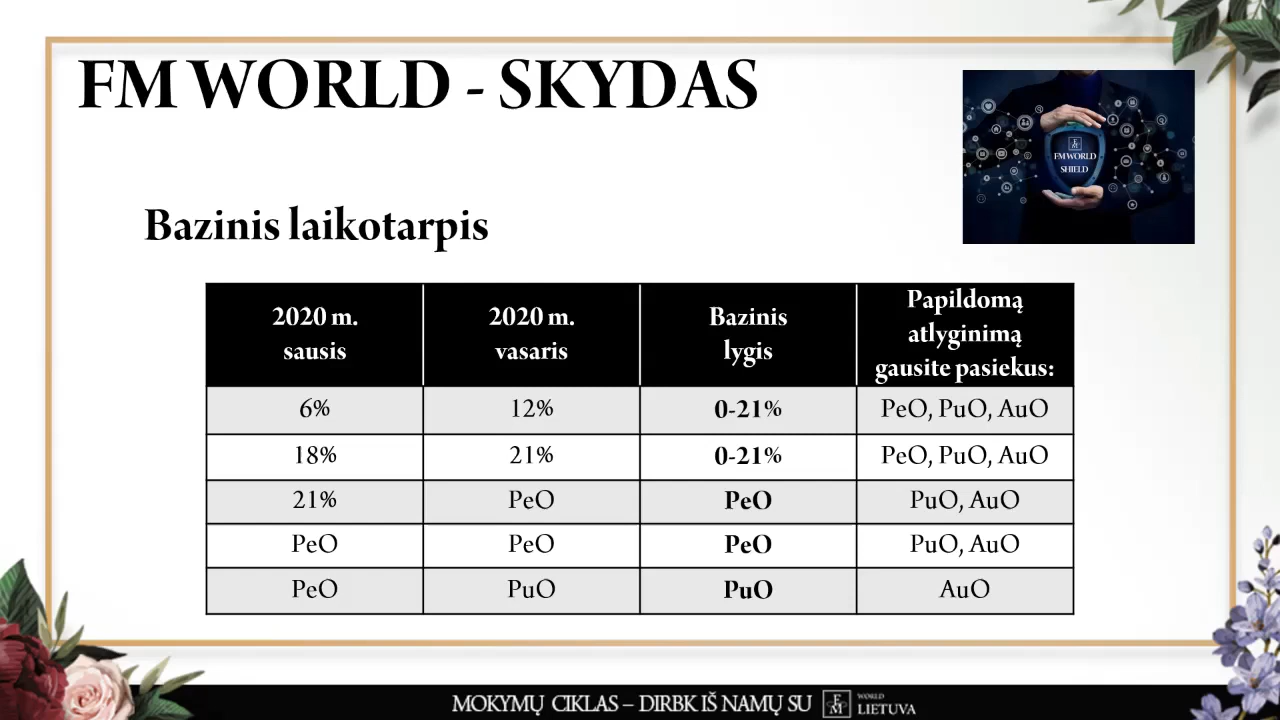 FM WORLD - SKYDAS
FM WORLD
SHIELD
Bazinis laikotarpis
2020 m. sausis | 2020 m. vasaris | Bazinis lygis | Papildomą atlyginimą gausite pasiekus:
6% | 12% | 0-21% | PeO, PuO, AuO
18% | 21% | 0-21% | PeO, PuO, AuO
21% | PeO | PeO | PuO, AuO
PeO | PeO | PeO | PuO, AuO
PeO | PuO | PuO | AuO
MOKYMŲ CIKLAS – DIRBK IŠ NAMŲ SU FM WORLD LIETUVA